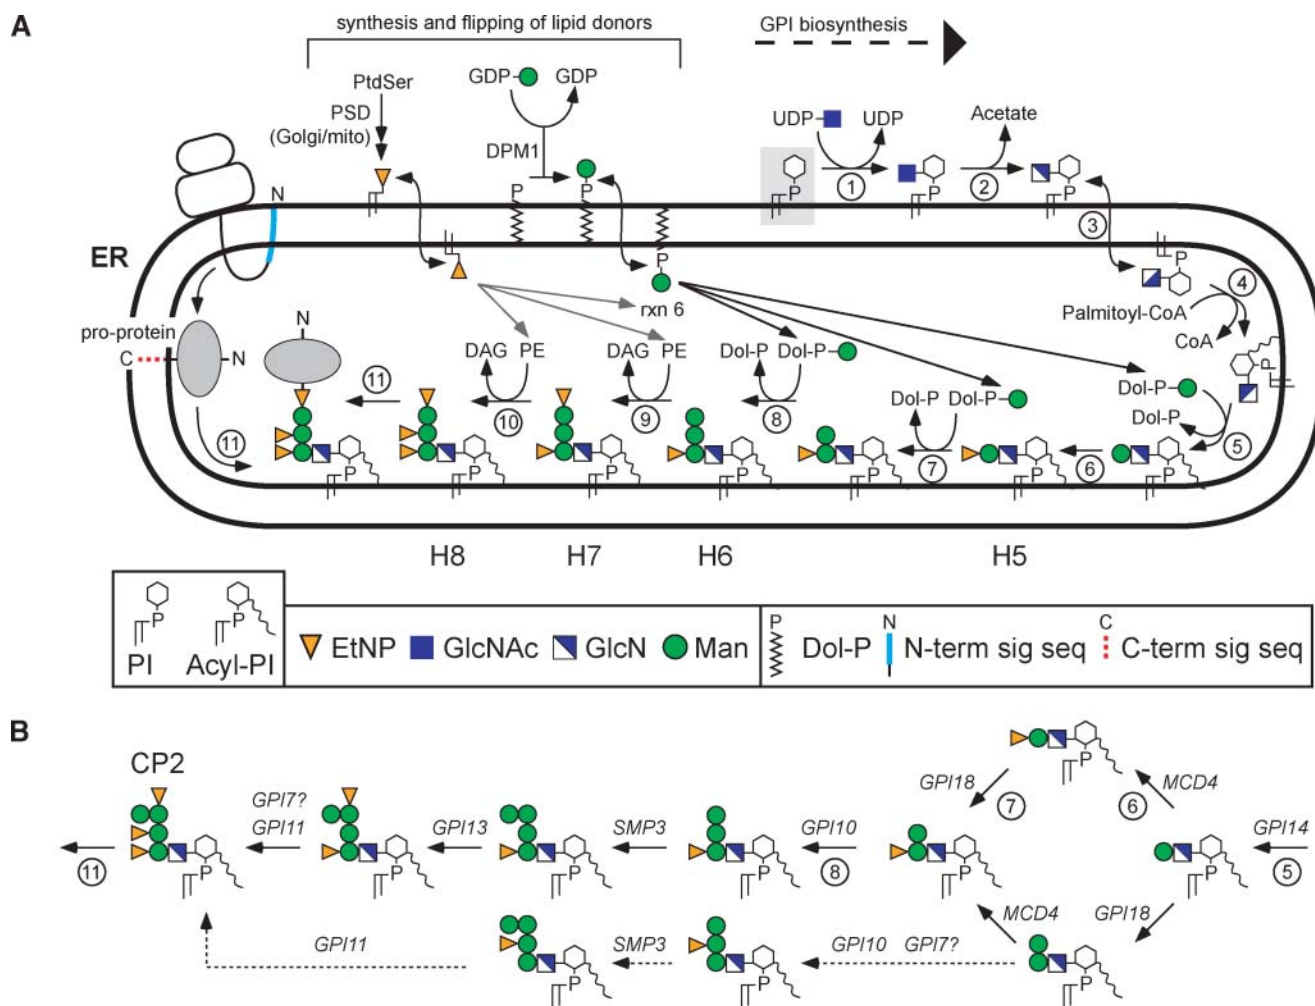 A
synthesis and flipping of lipid donors
GPI biosynthesis
PtdSer
PSD
(Golgi/mito)
GDP
GDP
DPM1
UDP
UDP
Acetate
N
P
P
P
P
P
P
1
2
3
ER
P
P
4
rxn 6
Palmitoyl-CoA
CoA
P
pro-protein
C
N
N
DAG PE
DAG PE
Dol-P Dol-P
Dol-P Dol-P
Dol-P
Dol-P
11
11
10
9
8
7
6
5
P
P
P
P
P
P
P
H8
H7
H6
H5
P
PI
P
Acyl-PI
EtNP
GlcNAc
GlcN
Man
P
Dol-P
N
N-term sig seq
C
C-term sig seq
B
CP2
GPI7?
GPI11
GPI13
SMP3
GPI10
8
GPI18
7
P
6
MCD4
GPI14
5
11
P
P
P
P
P
P
MCD4
GPI18
GPI11
SMP3
GPI10 GPI7?
P
P
P